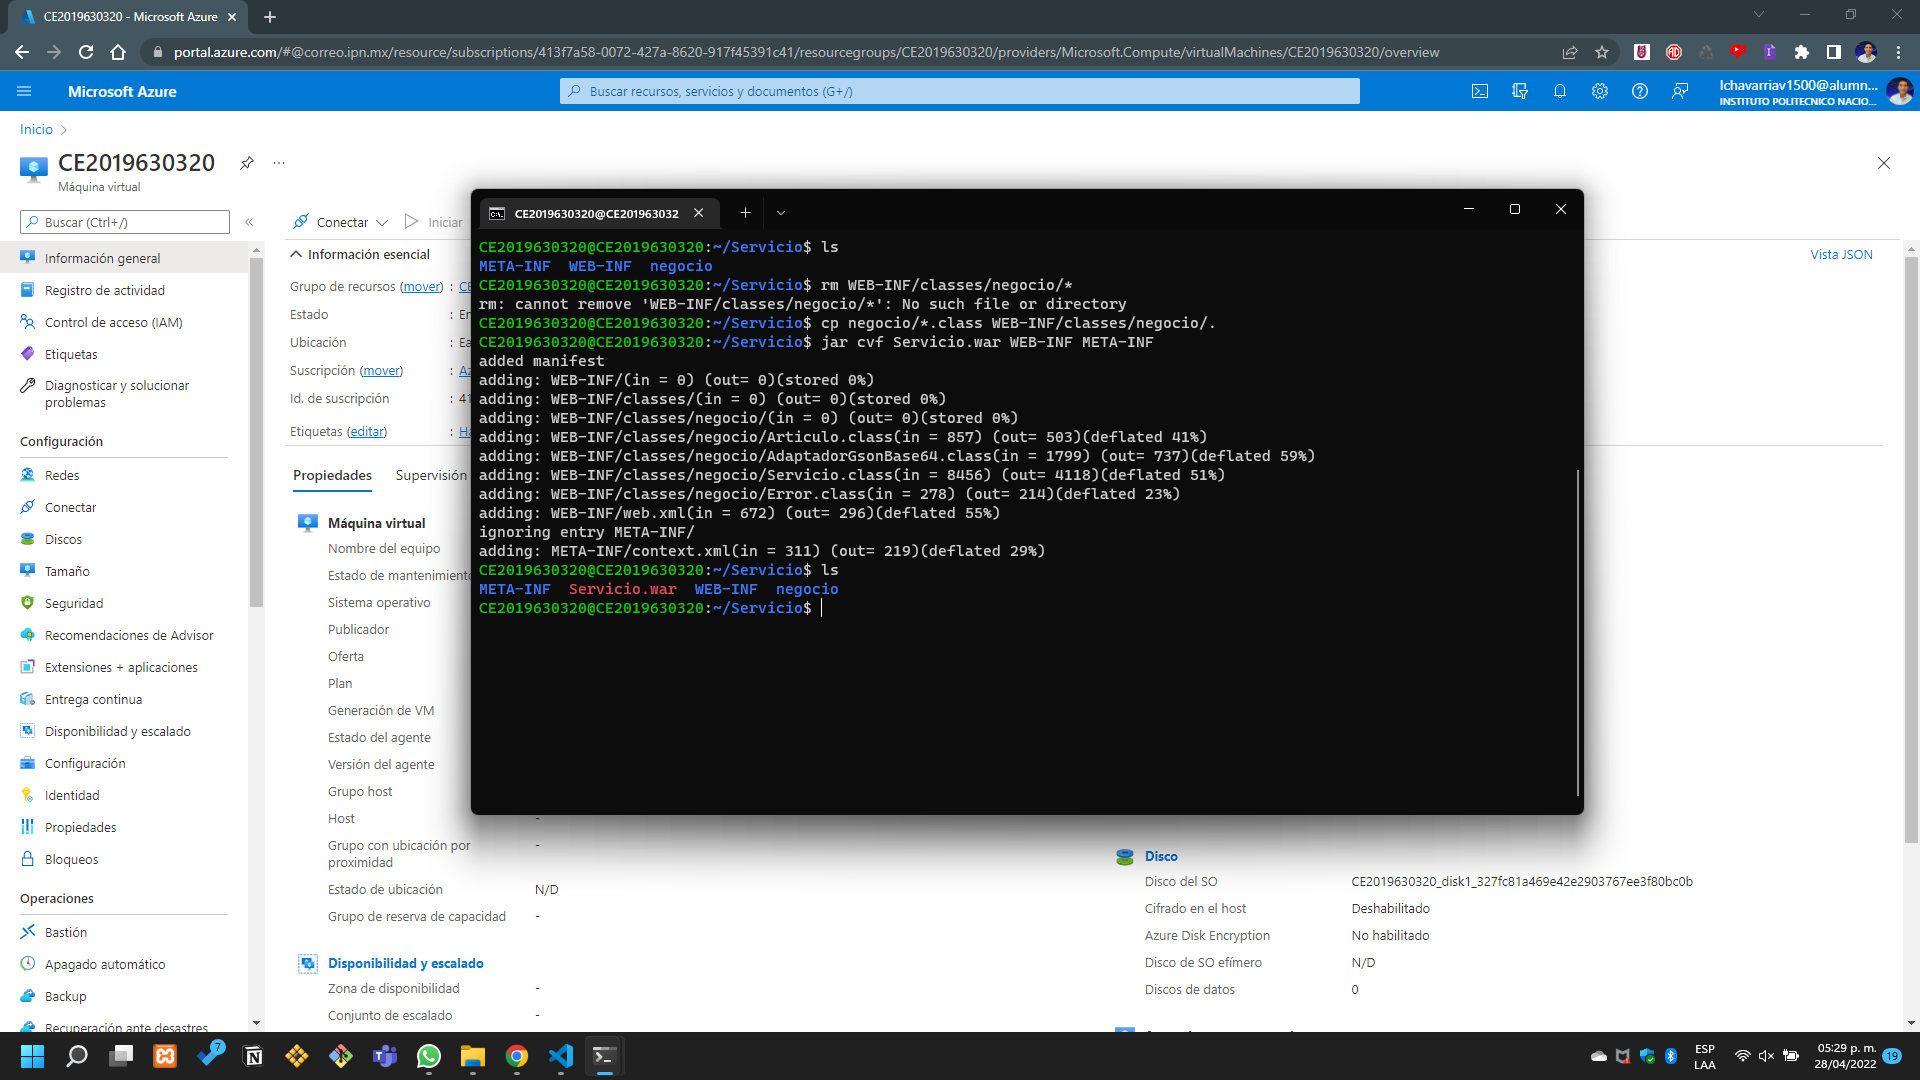 CE2019630320 - Microsoft Azure
portal.azure.com/#@correo.ipn.mx/resource/subscriptions/413f7a58-0072-427a-8620-917f45391c41/resourcegroups/CE2019630320/providers/Microsoft.Compute/virtualMachines/CE2019630320/overview
Microsoft Azure
Buscar recursos, servicios y documentos (G+/)
lchavarriav1500@alumn...
INSTITUTO POLITECNICO NACIO...
Inicio
CE2019630320
Máquina virtual
Buscar (Ctrl+/)
Información general
Registro de actividad
Control de acceso (IAM)
Etiquetas
Diagnosticar y solucionar
problemas
Configuración
Redes
Conectar
Discos
Tamaño
Seguridad
Recomendaciones de Advisor
Extensiones + aplicaciones
Entrega continua
Disponibilidad y escalado
Configuración
Identidad
Propiedades
Bloqueos
Operaciones
Bastión
Apagado automático
Backup
Recuperación ante desastres
Conectar
Iniciar
Información esencial
Vista JSON
Grupo de recursos (mover) : CE
Estado : En
Ubicación : Ea
Suscripción (mover) : Az
Id. de suscripción : 41
Etiquetas (editar) : Ha
Propiedades Supervisión
Máquina virtual
Nombre del equipo
Estado de mantenimiento
Sistema operativo
Publicador
Oferta
Plan
Generación de VM
Estado del agente
Versión del agente
Grupo host
Host -
Grupo con ubicación por
proximidad -
Estado de ubicación N/D
Grupo de reserva de capacidad -
Disponibilidad y escalado
Zona de disponibilidad -
Conjunto de escalado -
Disco
Disco del SO CE2019630320_disk1_327fc81a469e42e2903767ee3f80bc0b
Cifrado en el host Deshabilitado
Azure Disk Encryption No habilitado
Disco de SO efímero N/D
Discos de datos 0
CE2019630320@CE201963032
CE2019630320@CE2019630320:~/Servicio$ ls
META-INF WEB-INF negocio
CE2019630320@CE2019630320:~/Servicio$ rm WEB-INF/classes/negocio/*
rm: cannot remove 'WEB-INF/classes/negocio/*': No such file or directory
CE2019630320@CE2019630320:~/Servicio$ cp negocio/*.class WEB-INF/classes/negocio/.
CE2019630320@CE2019630320:~/Servicio$ jar cvf Servicio.war WEB-INF META-INF
added manifest
adding: WEB-INF/(in = 0) (out= 0)(stored 0%)
adding: WEB-INF/classes/(in = 0) (out= 0)(stored 0%)
adding: WEB-INF/classes/negocio/(in = 0) (out= 0)(stored 0%)
adding: WEB-INF/classes/negocio/Articulo.class(in = 857) (out= 503)(deflated 41%)
adding: WEB-INF/classes/negocio/AdaptadorGsonBase64.class(in = 1799) (out= 737)(deflated 59%)
adding: WEB-INF/classes/negocio/Servicio.class(in = 8456) (out= 4118)(deflated 51%)
adding: WEB-INF/classes/negocio/Error.class(in = 278) (out= 214)(deflated 23%)
adding: WEB-INF/web.xml(in = 672) (out= 296)(deflated 55%)
ignoring entry META-INF/
adding: META-INF/context.xml(in = 311) (out= 219)(deflated 29%)
CE2019630320@CE2019630320:~/Servicio$ ls
META-INF Servicio.war WEB-INF negocio
CE2019630320@CE2019630320:~/Servicio$
7
ESP
LAA
05:29 p. m.
28/04/2022
19